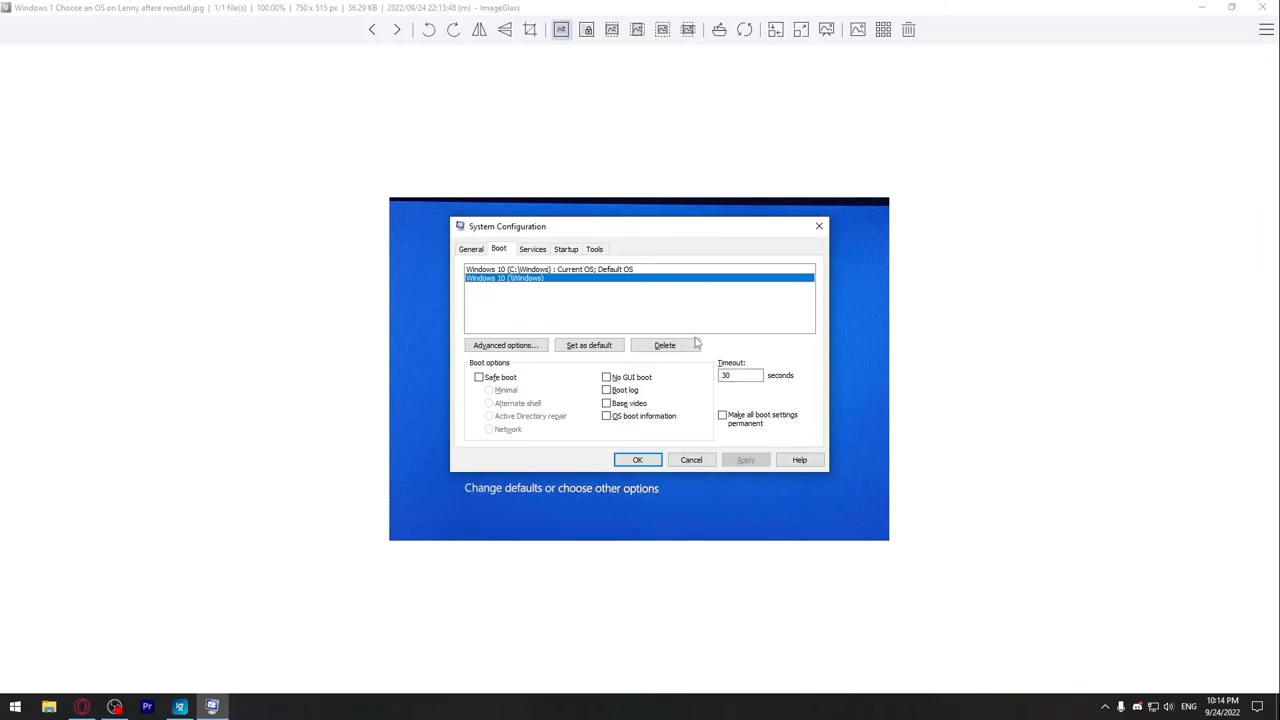 Windows 1 Choose an OS on Lenny aftere reinstall.jpg | 1/1 file(s) | 100.00% | 750 x 515 px | 36.29 KB | 2022/09/24 22:13:48 (m) - ImageGlass
System Configuration
General Boot Services Startup Tools
Windows 10 (C:\Windows) : Current OS; Default OS
Windows 10 (\Windows)
Advanced options... Set as default Delete
Boot options
Safe boot
Minimal
Alternate shell
Active Directory repair
Network
No GUI boot
Boot log
Base video
OS boot information
Timeout:
30 seconds
Make all boot settings
permanent
OK Cancel Apply Help
Change defaults or choose other options
Pr
ig
ENG
10:14 PM
9/24/2022